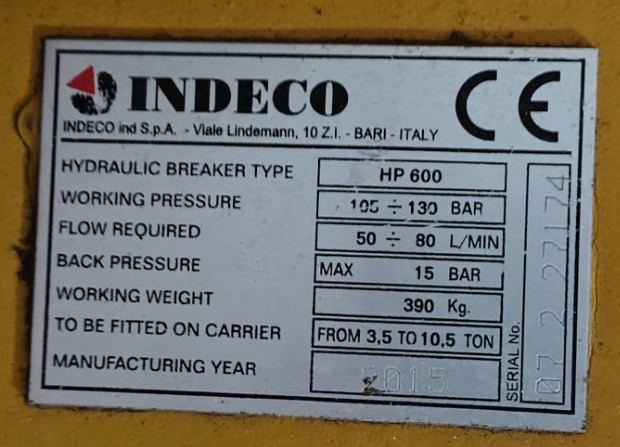 INDECO
CE
INDECO ind S.p.A. - Viale Lindemann, 10 Z.I. - BARI - ITALY
HYDRAULIC BREAKER TYPE HP 600
WORKING PRESSURE 105 ÷ 130 BAR
FLOW REQUIRED 50 ÷ 80 L/MIN
BACK PRESSURE MAX 15 BAR
WORKING WEIGHT 390 Kg.
TO BE FITTED ON CARRIER FROM 3,5 TO 10,5 TON
MANUFACTURING YEAR 2015
SERIAL No. 07 2 27174